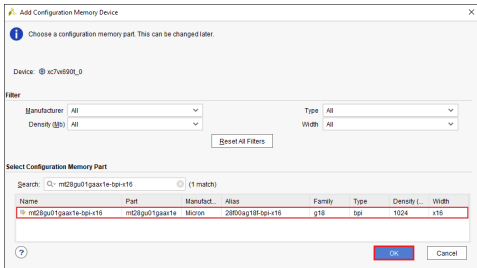 Add Configuration Memory Device
Choose a configuration memory part. This can be changed later.
Device: xc7vx690t_0
Filter
Manufacturer All Type All
Density (Mb) All Width All
Reset All Filters
Select Configuration Memory Part
Search: mt28gu01gaax1e-bpi-x16 (1 match)
Name Part Manufact... Alias Family Type Density (... Width
mt28gu01gaax1e-bpi-x16 mt28gu01gaax1e Micron 28f00ag18f-bpi-x16 g18 bpi 1024 x16
? OK Cancel